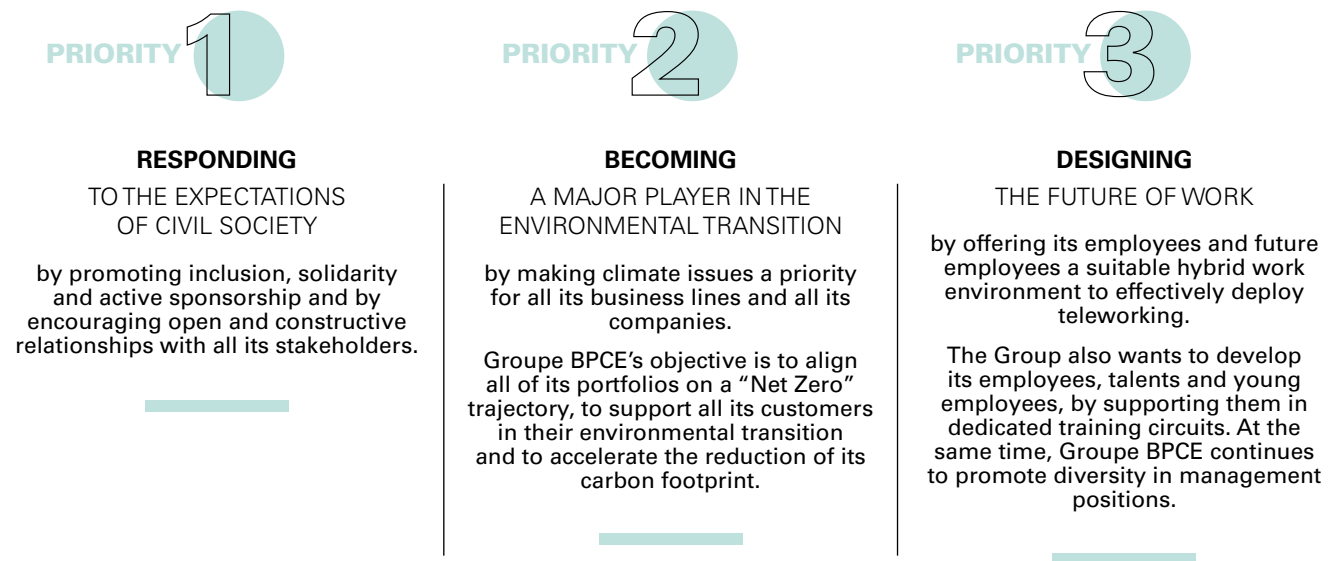 PRIORITY 1
RESPONDING
TO THE EXPECTATIONS
OF CIVIL SOCIETY
by promoting inclusion, solidarity
and active sponsorship and by
encouraging open and constructive
relationships with all its stakeholders.
PRIORITY 2
BECOMING
A MAJOR PLAYER IN THE
ENVIRONMENTAL TRANSITION
by making climate issues a priority
for all its business lines and all its
companies.
Groupe BPCE’s objective is to align
all of its portfolios on a “Net Zero”
trajectory, to support all its customers
in their environmental transition
and to accelerate the reduction of its
carbon footprint.
PRIORITY 3
DESIGNING
THE FUTURE OF WORK
by offering its employees and future
employees a suitable hybrid work
environment to effectively deploy
teleworking.
The Group also wants to develop
its employees, talents and young
employees, by supporting them in
dedicated training circuits. At the
same time, Groupe BPCE continues
to promote diversity in management
positions.